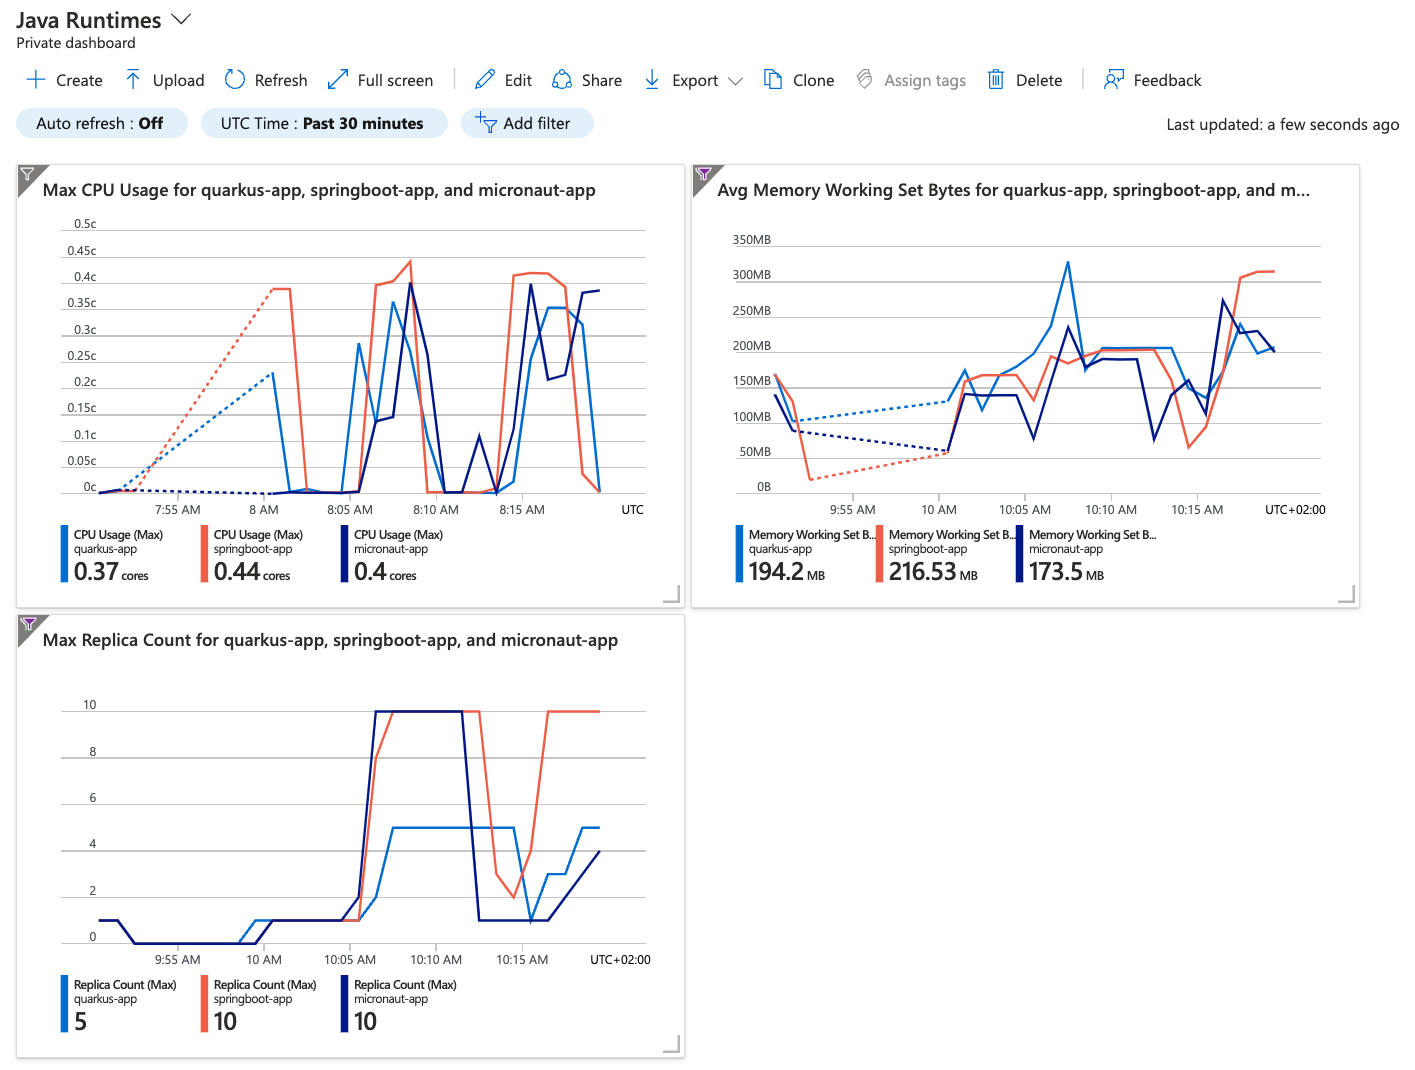 Java Runtimes
Private dashboard
Create Upload Refresh Full screen Edit Share Export Clone Assign tags Delete Feedback
Auto refresh : Off UTC Time : Past 30 minutes Add filter Last updated: a few seconds ago
Max CPU Usage for quarkus-app, springboot-app, and micronaut-app
0.5c
0.45c
0.4c
0.35c
0.3c
0.25c
0.2c
0.15c
0.1c
0.05c
0c
7:55 AM 8 AM 8:05 AM 8:10 AM 8:15 AM UTC
CPU Usage (Max) CPU Usage (Max) CPU Usage (Max)
quarkus-app springboot-app micronaut-app
0.37 cores 0.44 cores 0.4 cores
Avg Memory Working Set Bytes for quarkus-app, springboot-app, and m...
350MB
300MB
250MB
200MB
150MB
100MB
50MB
0B
9:55 AM 10 AM 10:05 AM 10:10 AM 10:15 AM UTC+02:00
Memory Working Set B... Memory Working Set B... Memory Working Set B...
quarkus-app springboot-app micronaut-app
194.2 MB 216.53 MB 173.5 MB
Max Replica Count for quarkus-app, springboot-app, and micronaut-app
10
8
6
4
2
0
9:55 AM 10 AM 10:05 AM 10:10 AM 10:15 AM UTC+02:00
Replica Count (Max) Replica Count (Max) Replica Count (Max)
quarkus-app springboot-app micronaut-app
5 10 10